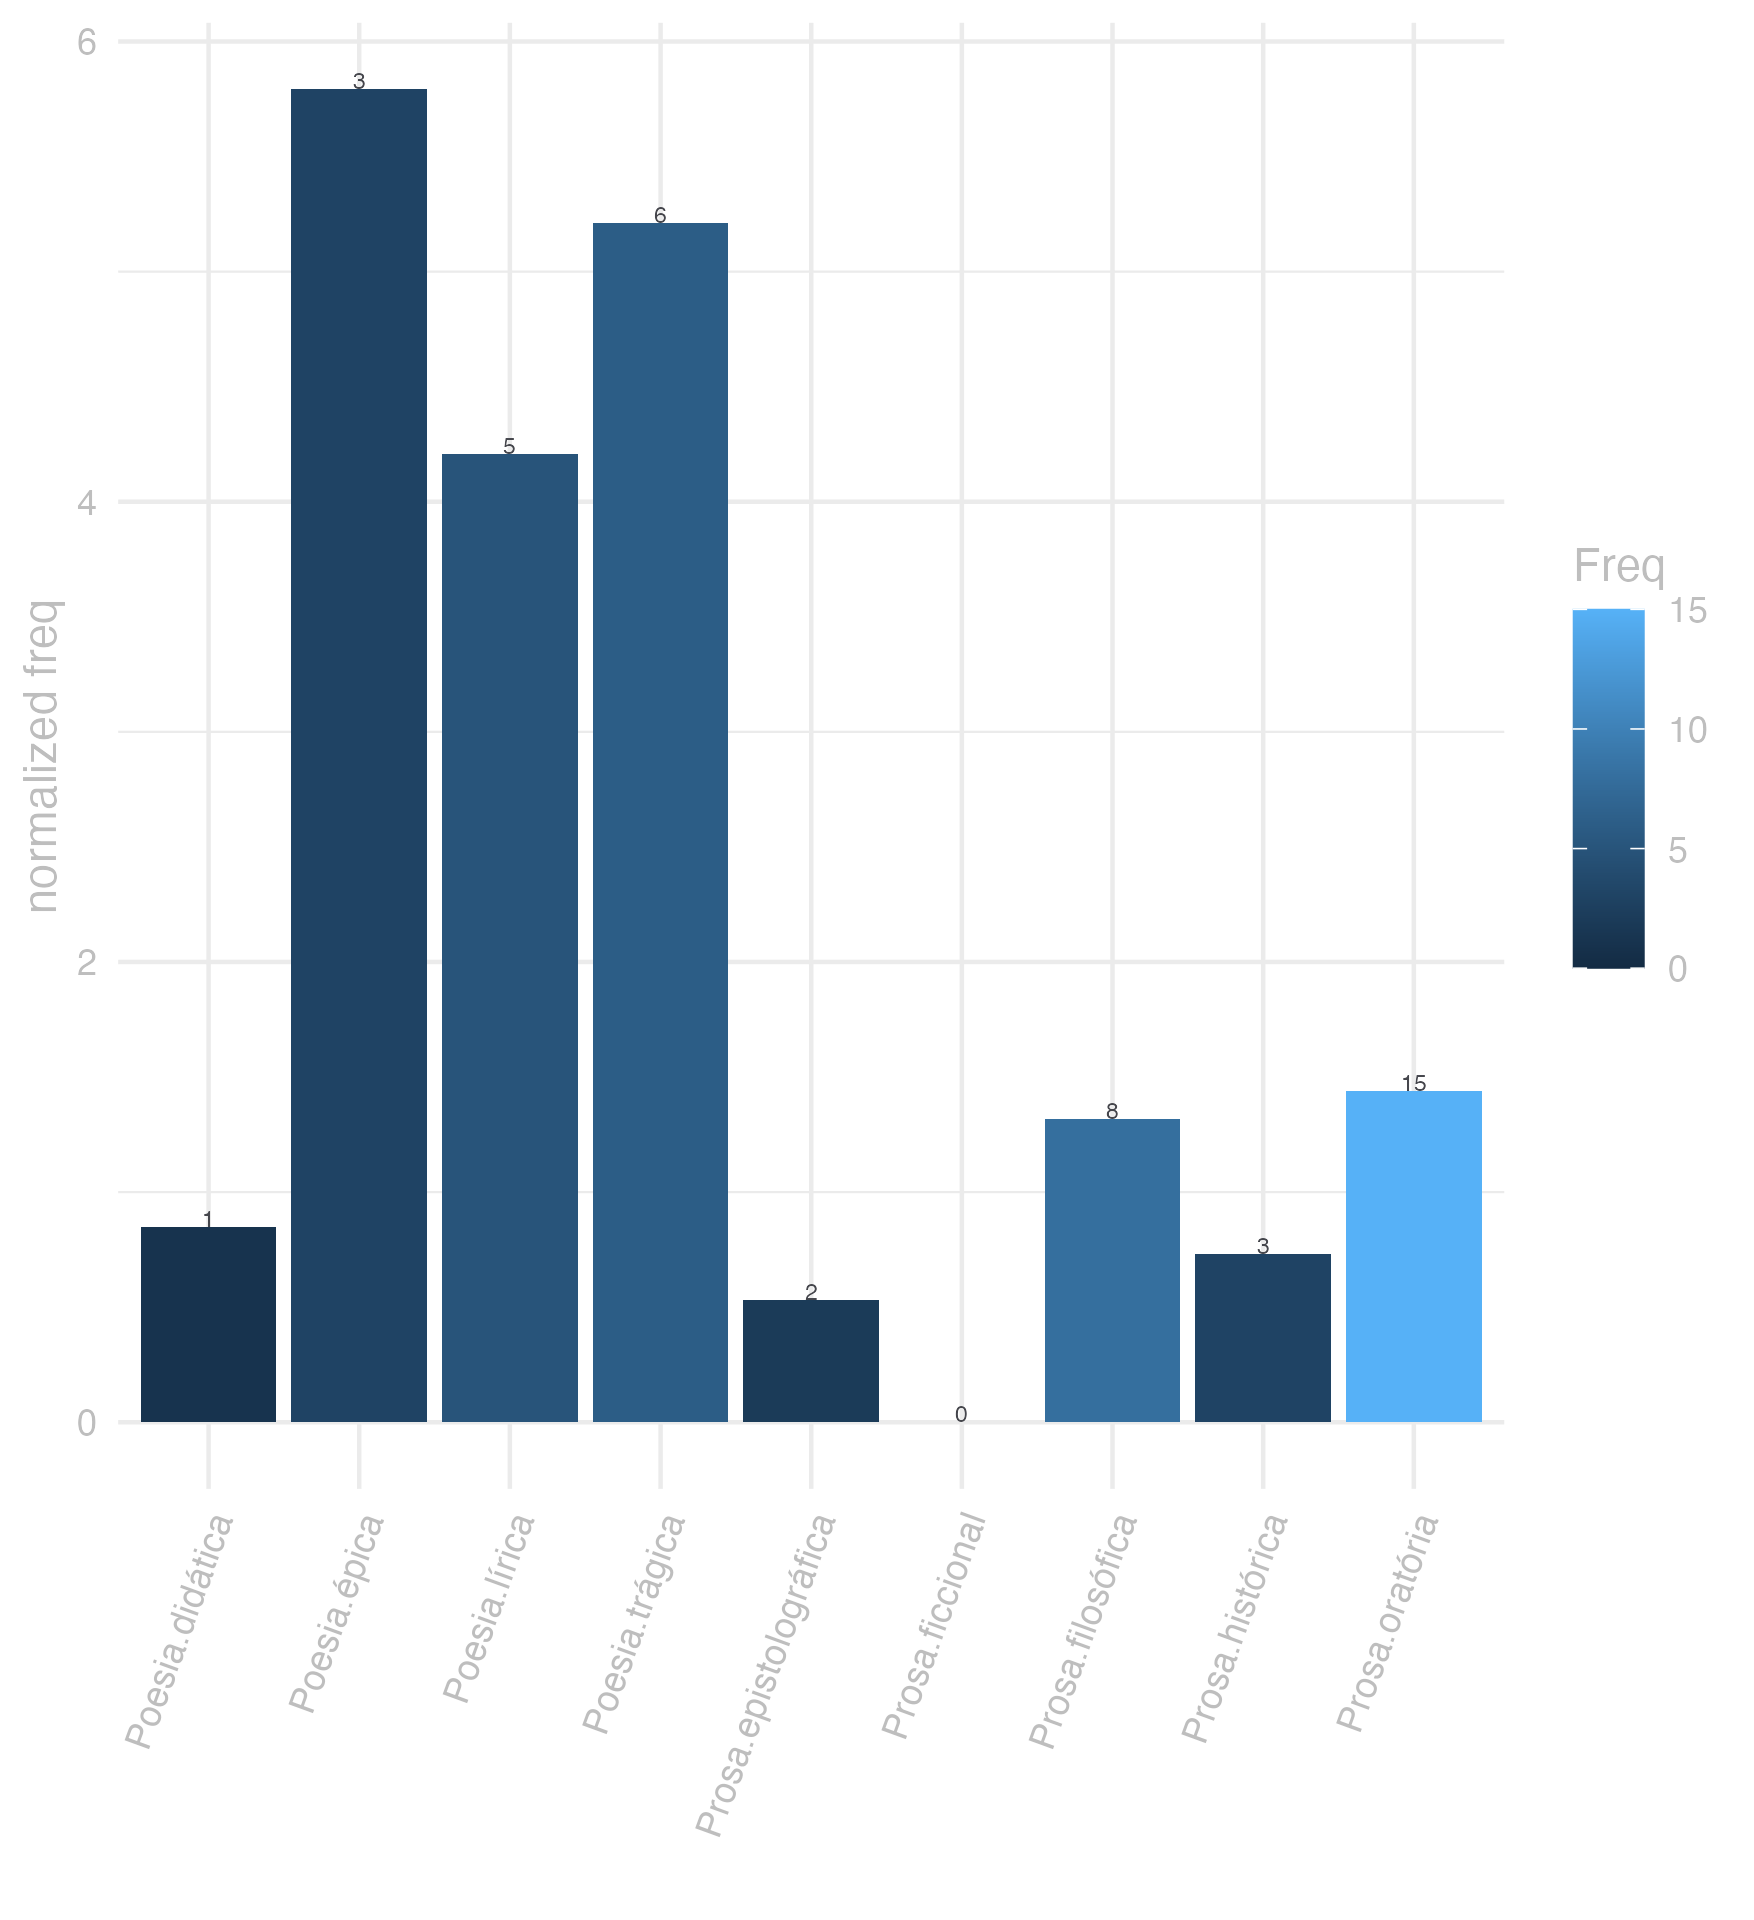 normalized freq
6
4
2
0
3
6
5
1
2
0
8
3
15
Poesia.didática
Poesia.épica
Poesia.lírica
Poesia.trágica
Prosa.epistolográfica
Prosa.ficcional
Prosa.filosófica
Prosa.histórica
Prosa.oratória
Freq
15
10
5
0